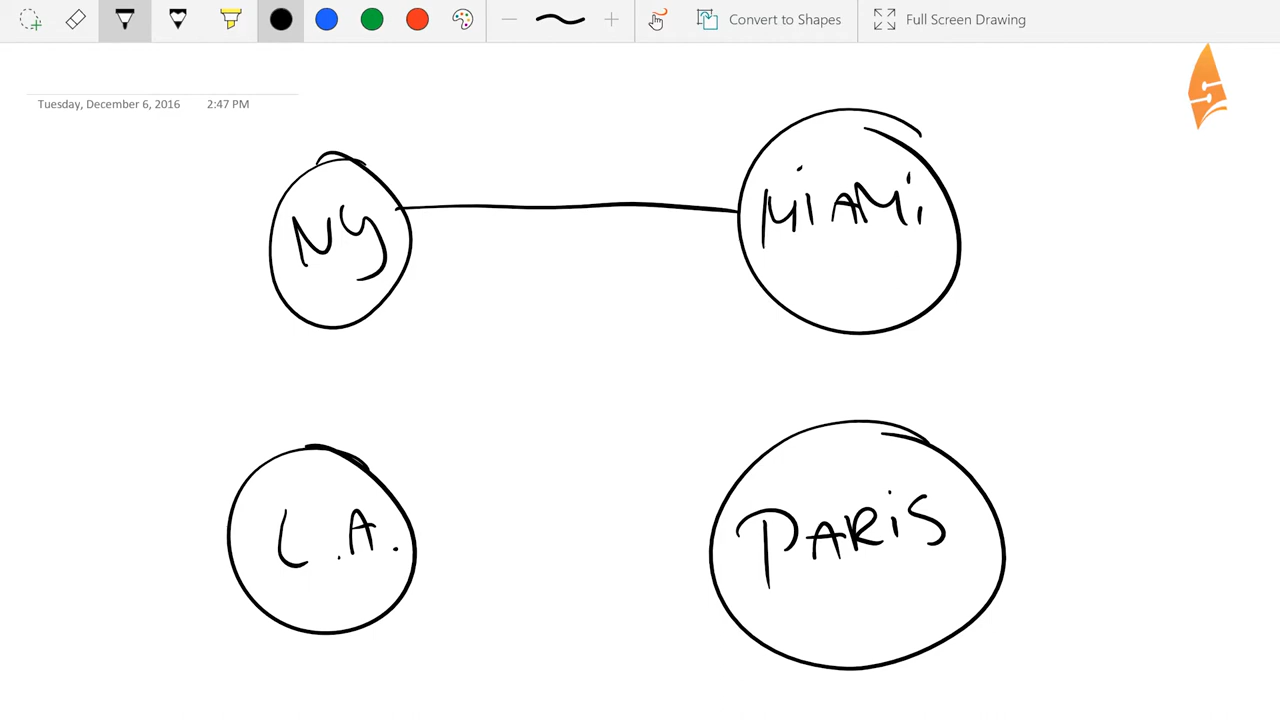 Convert to Shapes Full Screen Drawing
Tuesday, December 6, 2016 2:47 PM
NY
MiAMi
L.A.
PARiS